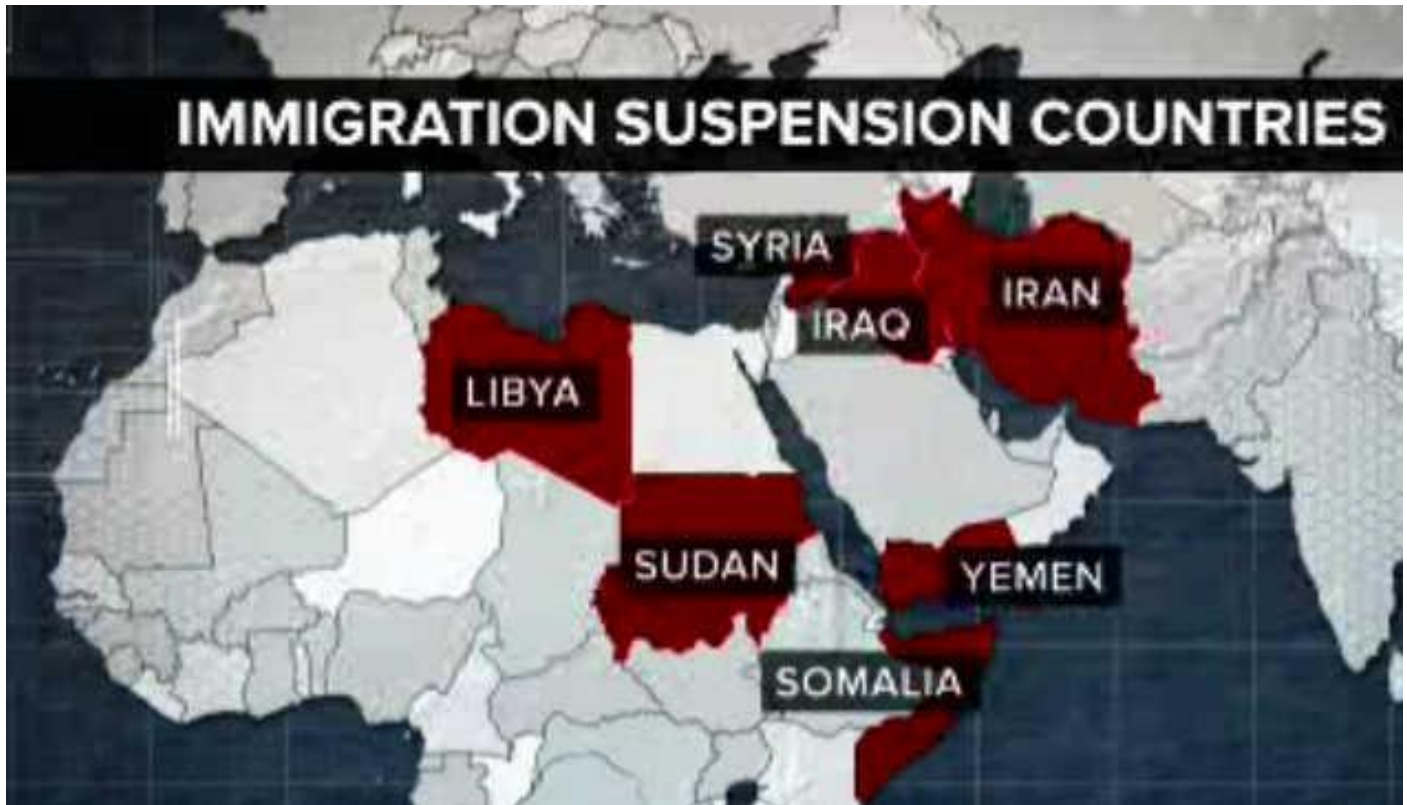 IMMIGRATION SUSPENSION COUNTRIES
SYRIA
IRAN
IRAQ
LIBYA
SUDAN
YEMEN
SOMALIA